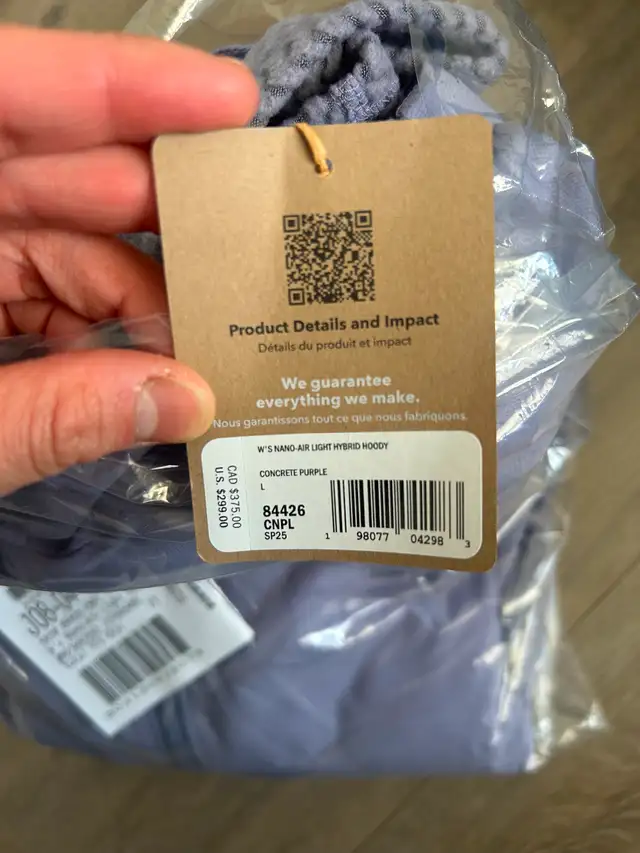 Product Details and Impact
Détails du produit et impact
We guarantee
everything we make.
Nous garantissons tout ce que nous fabriquons.
W'S NANO-AIR LIGHT HYBRID HOODY
CONCRETE PURPLE
L
84426
CNPL
SP25
CAD $375.00
U.S. $299.00
1 98077 04298 3